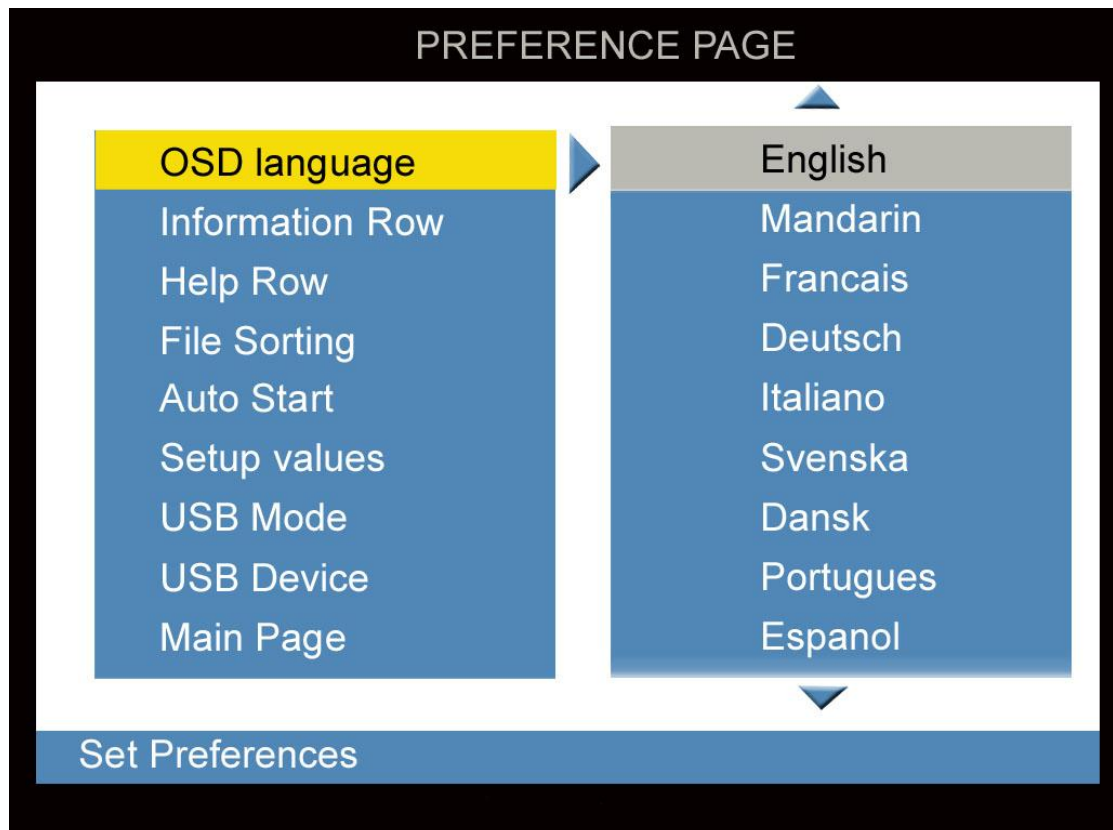 PREFERENCE PAGE
OSD language
Information Row
Help Row
File Sorting
Auto Start
Setup values
USB Mode
USB Device
Main Page
English
Mandarin
Francais
Deutsch
Italiano
Svenska
Dansk
Portugues
Espanol
Set Preferences